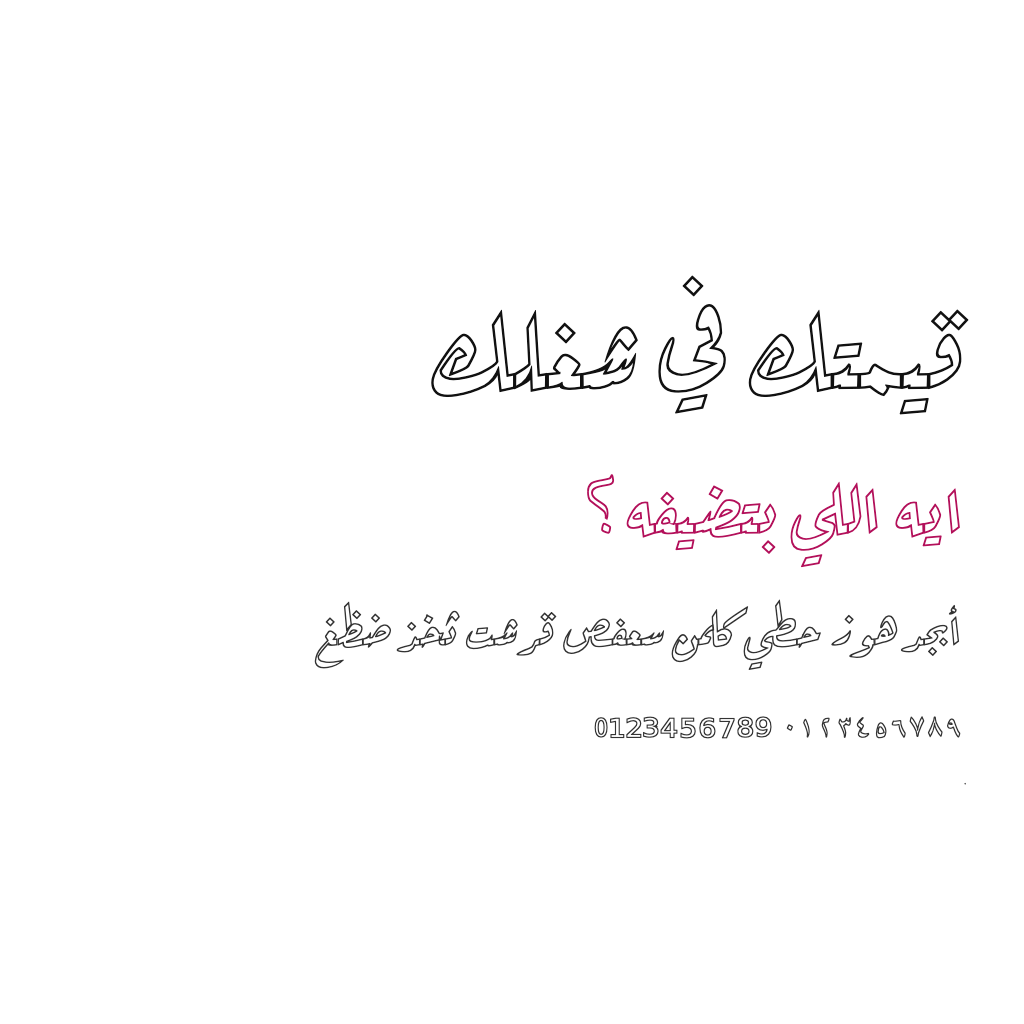 قيمتك في شغلك
ايه اللي بتضيفه ؟
أبجد هوز حطي كلمن سعفص قرشت ثخذ ضظغ
0123456789 ٠١٢٣٤٥٦٧٨٩
.